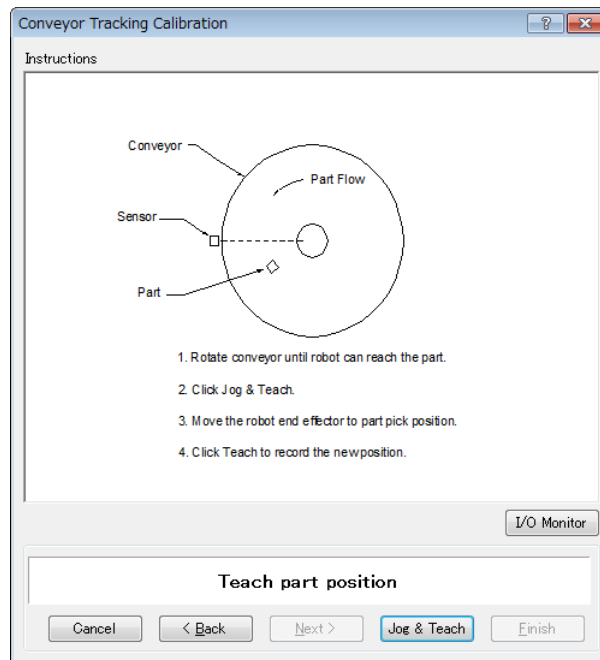 Conveyor Tracking Calibration
Instructions
Conveyor
Part Flow
Sensor
Part
1. Rotate conveyor until robot can reach the part.
2. Click Jog & Teach.
3. Move the robot end effector to part pick position.
4. Click Teach to record the new position.
I/O Monitor
Teach part position
Cancel
< Back
Next >
Jog & Teach
Finish